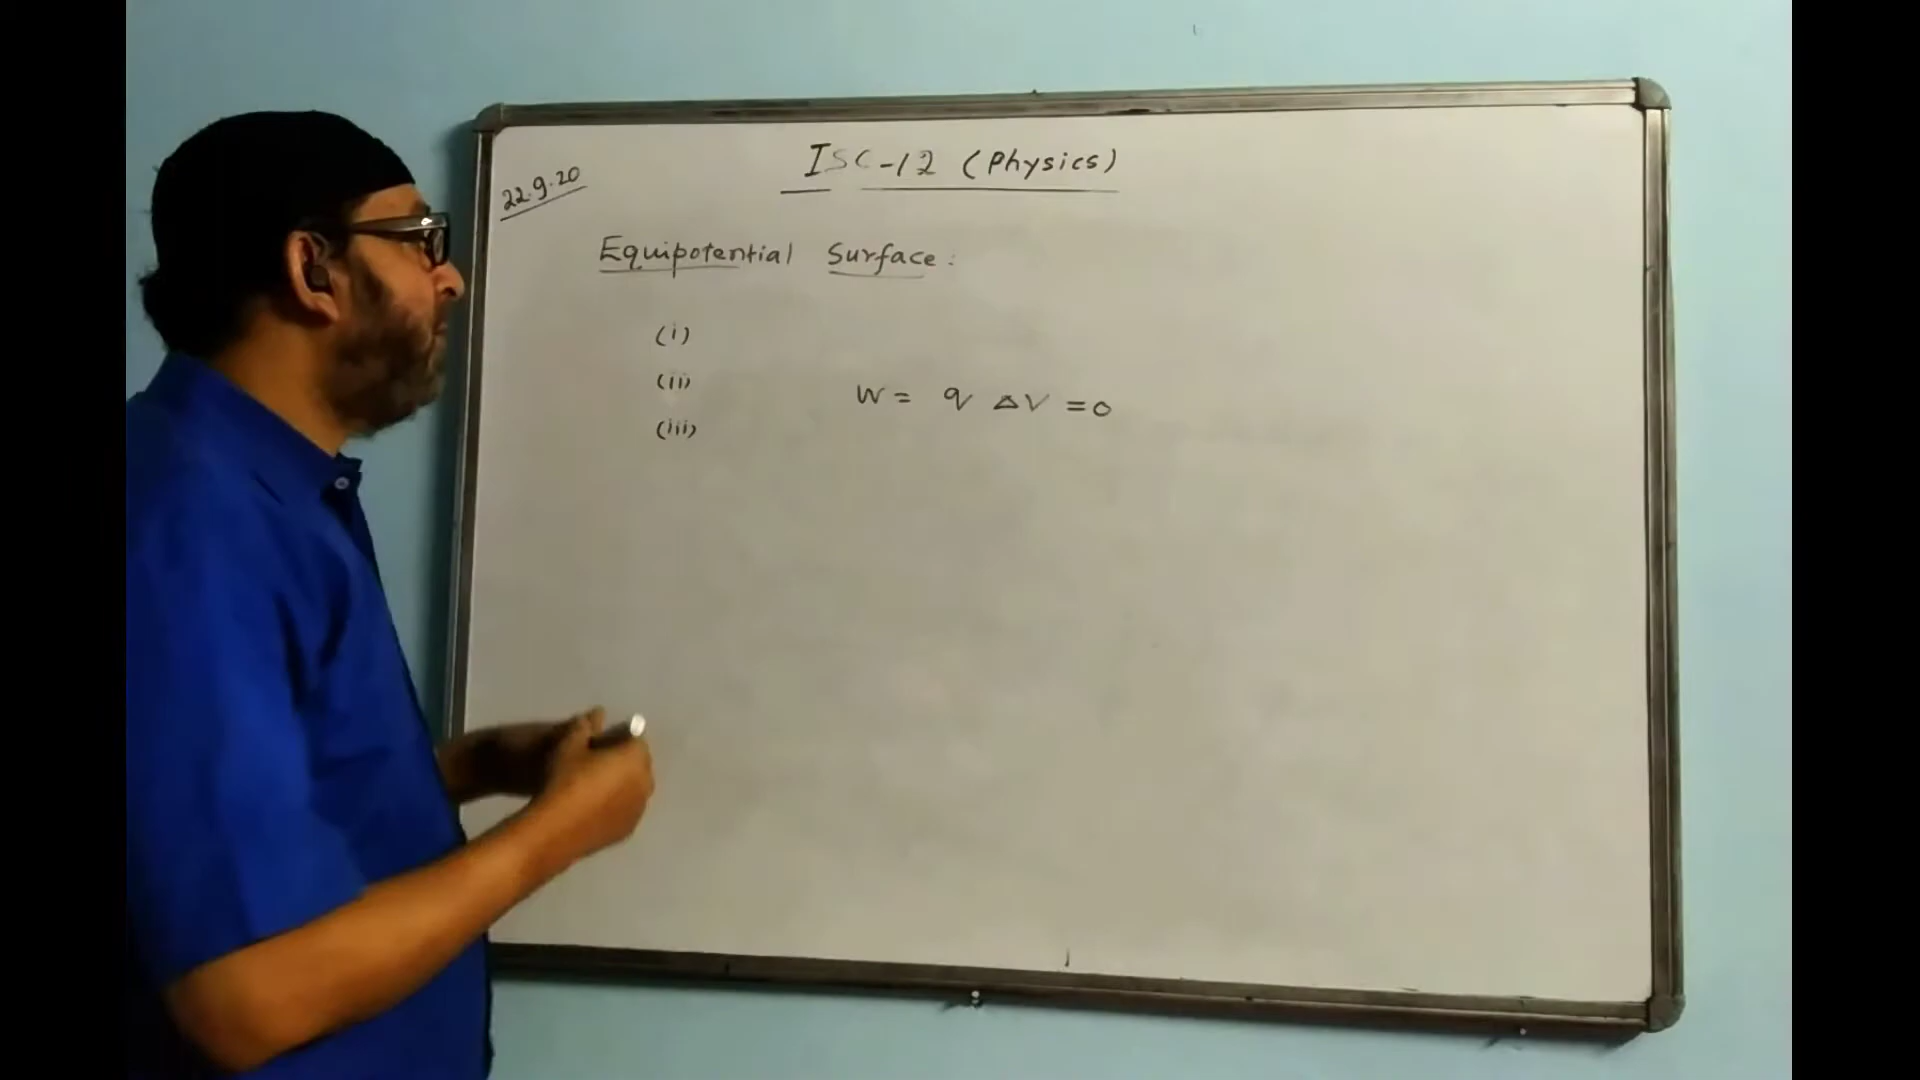 22.9.20
ISC-12 (Physics)
Equipotential Surface:
(i)
(ii)
W = q ΔV = 0
(iii)